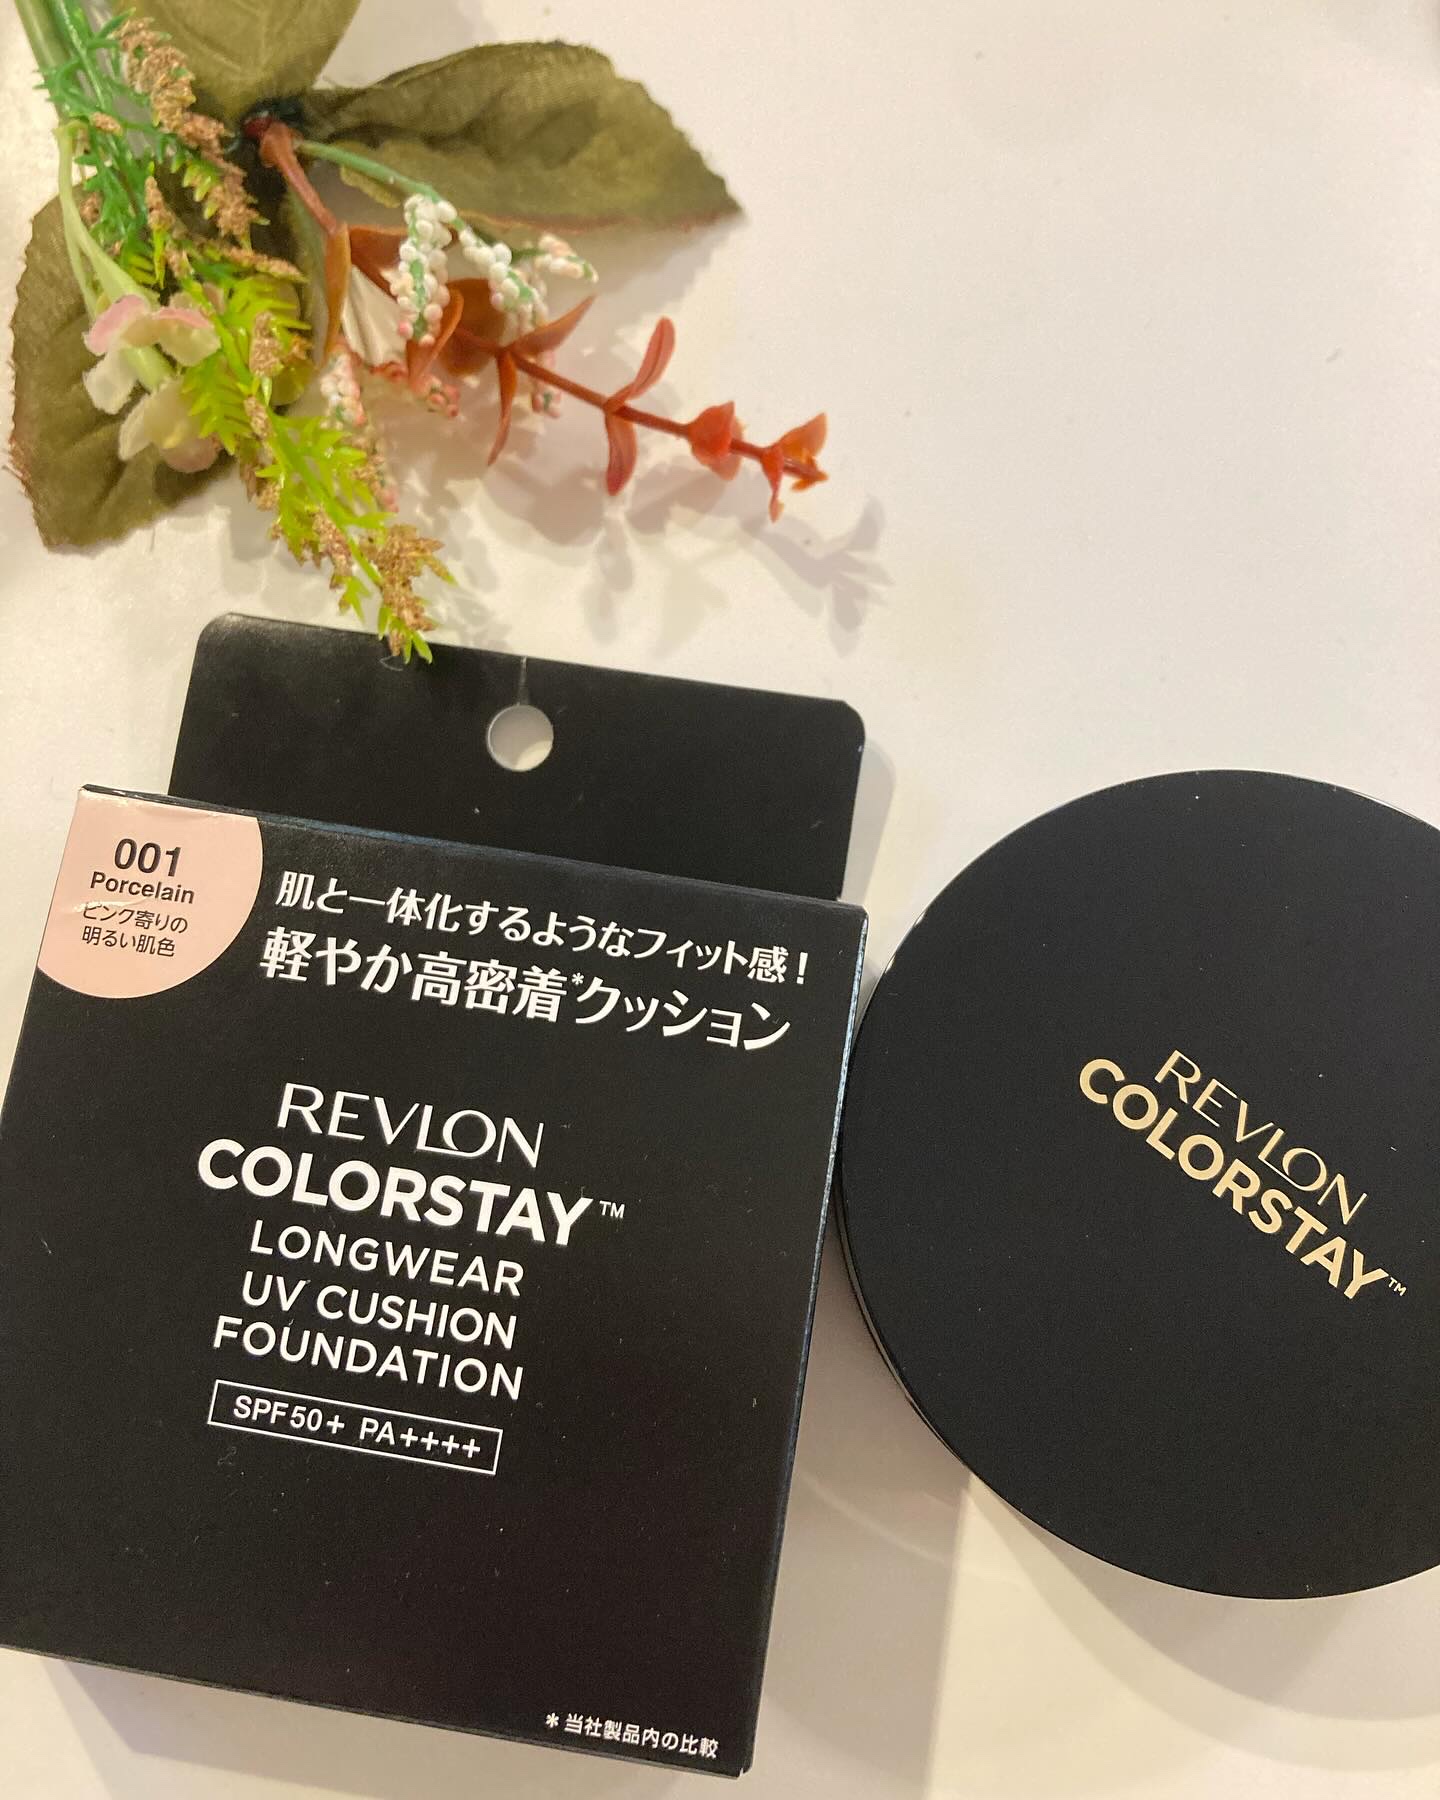 001
Porcelain
ピンク寄りの
明るい肌色
肌と一体化するようなフィット感！
軽やか高密着*クッション
REVLON
COLORSTAY™
LONGWEAR
UV CUSHION
FOUNDATION
SPF50+ PA++++
*当社製品内の比較
REVLON
COLORSTAY™